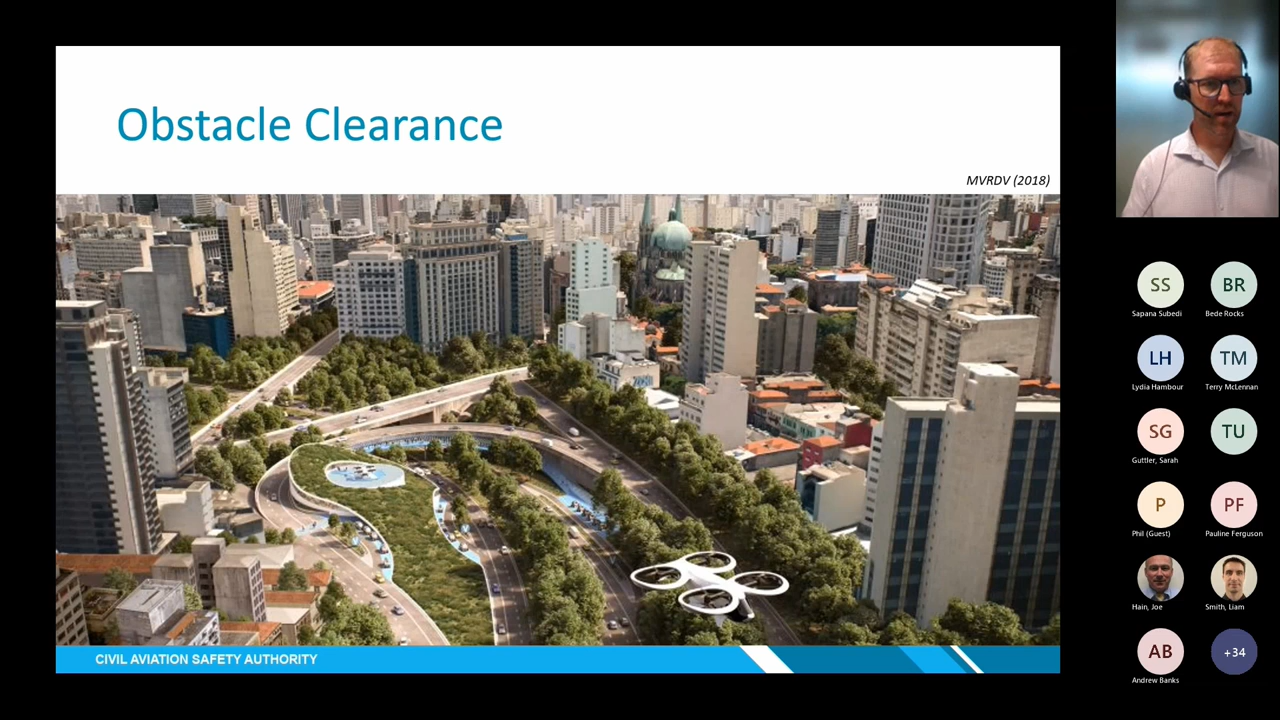 Obstacle Clearance
MVRDV (2018)
CIVIL AVIATION SAFETY AUTHORITY
SS
BR
Sapana Subedi
Bede Rocks
LH
TM
Lydia Hambour
Terry McLennan
SG
TU
Guttler, Sarah
P
PF
Phil (Guest)
Pauline Ferguson
Hain, Joe
Smith, Liam
AB
+34
Andrew Banks